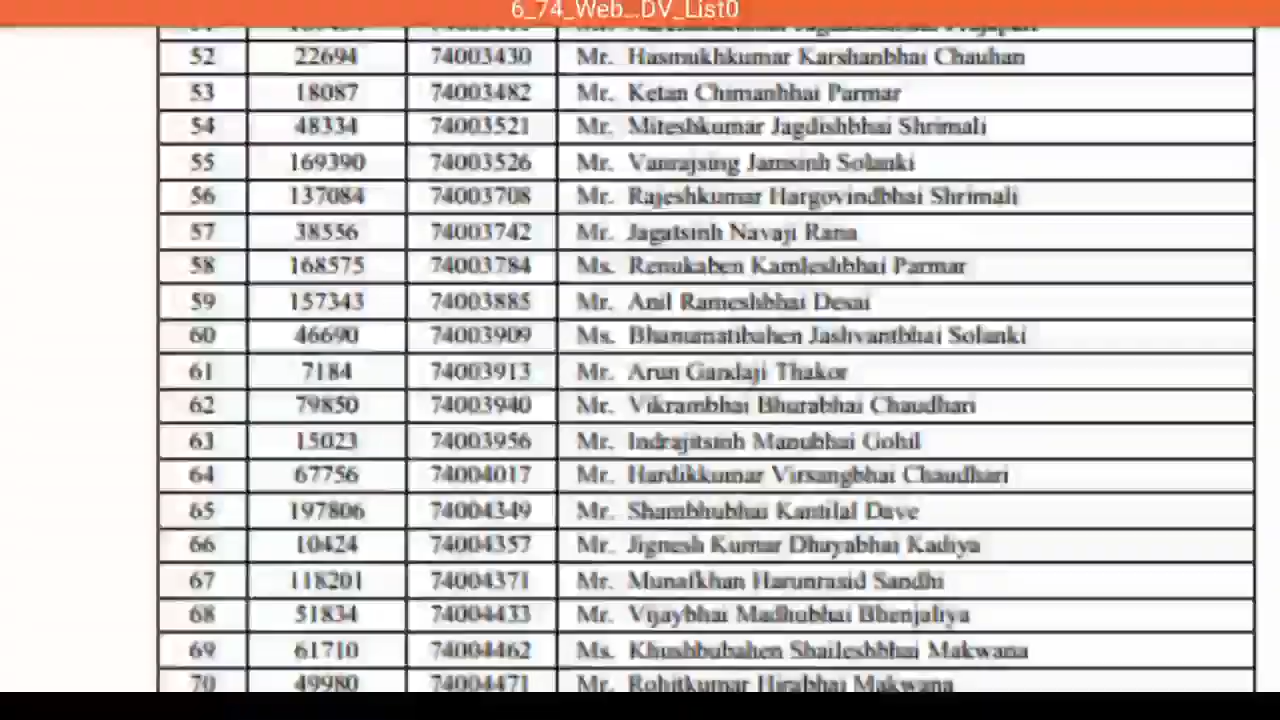 6_74_Web...DV_List0
52 22694 74003430 Mr. Hasmukhkumar Karshanbhai Chauhan
53 18087 74003482 Mr. Ketan Chimanbhai Parmar
54 48334 74003521 Mr. Miteshkumar Jagdishbhai Shrimali
55 169390 74003526 Mr. Vanrajsing Jamsinh Solanki
56 137084 74003708 Mr. Rajeshkumar Hargovindbhai Shrimali
57 38556 74003742 Mr. Jagatsinh Navaji Rana
58 168575 74003784 Ms. Renukaben Kamleshbhai Parmar
59 157343 74003885 Mr. Anil Rameshbhai Desai
60 46690 74003909 Ms. Bhanumatibahen Jashvantbhai Solanki
61 7184 74003913 Mr. Arun Gandaji Thakor
62 79850 74003940 Mr. Vikrambhai Bhurabhai Chaudhari
63 15023 74003956 Mr. Indrajitsinh Manubhai Gohil
64 67756 74004017 Mr. Hardikkumar Virsangbhai Chaudhari
65 197806 74004349 Mr. Shambhubhai Kantilal Dave
66 10424 74004357 Mr. Jignesh Kumar Dhayabhai Kadiya
67 118201 74004371 Mr. Munafkhan Harunrasid Sandhi
68 51834 74004433 Mr. Vijaybhai Madhubhai Bhenjaliya
69 61710 74004462 Ms. Khushbubahen Shaileshbhai Makwana
70 49980 74004471 Mr. Rohitkumar Hirabhai Makwana